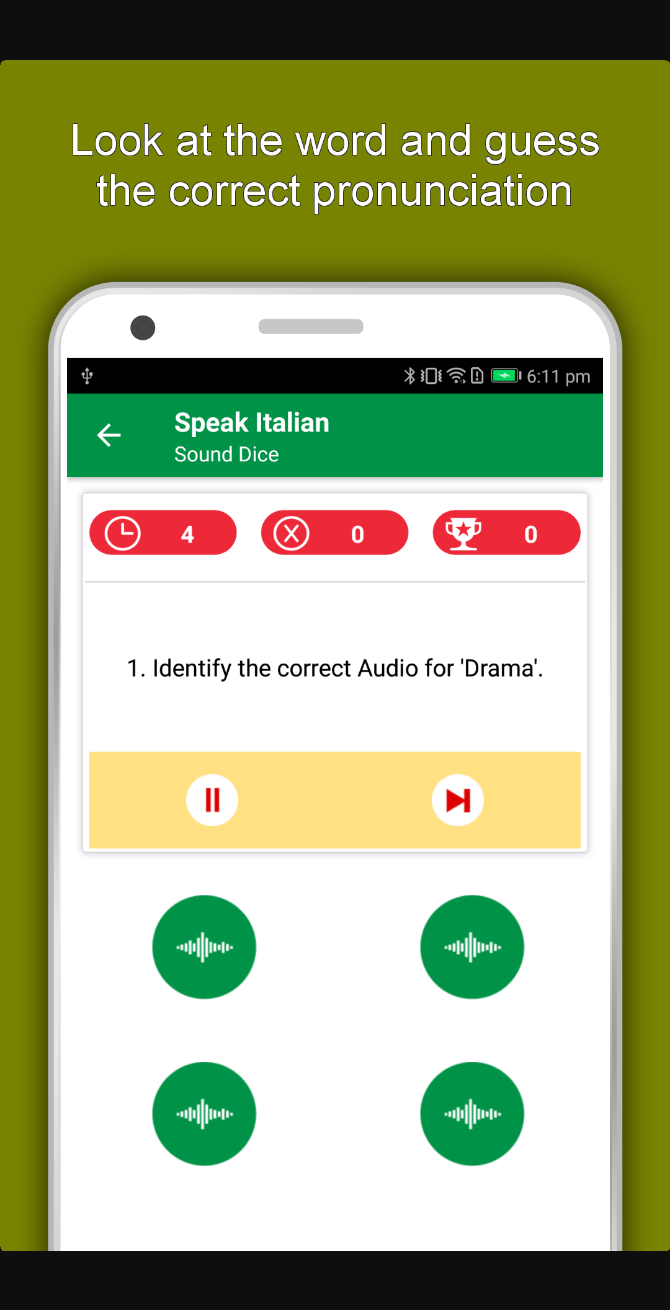 Look at the word and guess
the correct pronunciation
6:11 pm
Speak Italian
Sound Dice
4
0
0
1. Identify the correct Audio for 'Drama'.